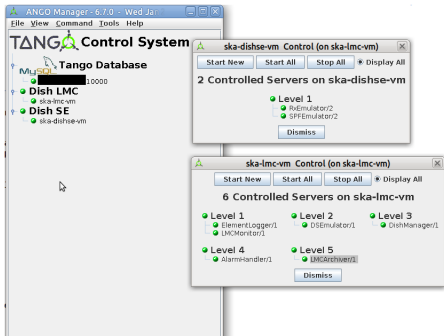 TANGO Manager - 6.7.0 - Wed Ja
File View Command Tools Help
TANGO Control System
Tango Database
MySQL
10000
Dish LMC
ska-lmc-vm
Dish SE
ska-dishse-vm
ska-dishse-vm Control (on ska-lmc-vm)
Start New Start All Stop All Display All
2 Controlled Servers on ska-dishse-vm
Level 1
RxEmulator/2
SPFEmulator/2
Dismiss
ska-lmc-vm Control (on ska-lmc-vm)
Start New Start All Stop All Display All
6 Controlled Servers on ska-lmc-vm
Level 1 Level 2 Level 3
ElementLogger/1 DSEmulator/1 DishManager/1
LMCMonitor/1
Level 4 Level 5
AlarmHandler/1 LMCArchiver/1
Dismiss